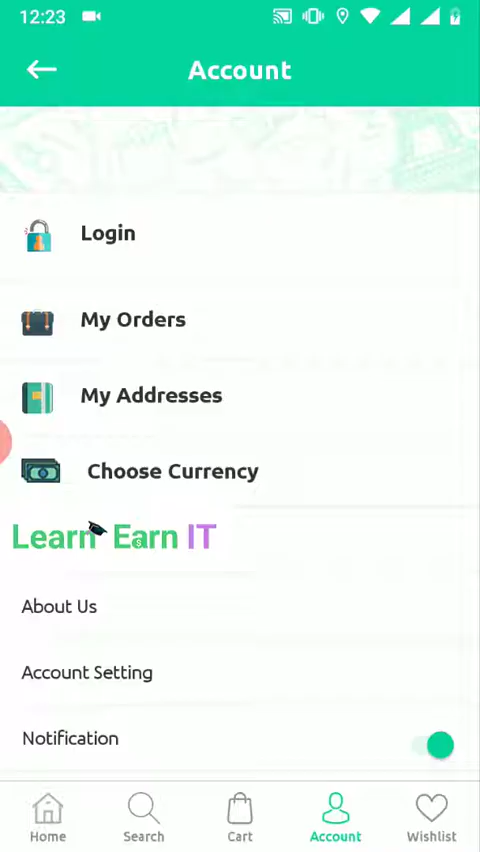 12:23
Account
Login
My Orders
My Addresses
Choose Currency
Learn Earn IT
About Us
Account Setting
Notification
Home Search Cart Account Wishlist